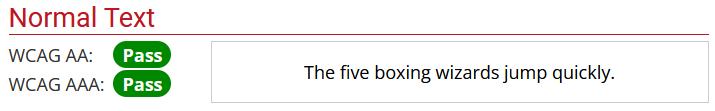 Normal Text
WCAG AA: Pass
WCAG AAA: Pass
The five boxing wizards jump quickly.